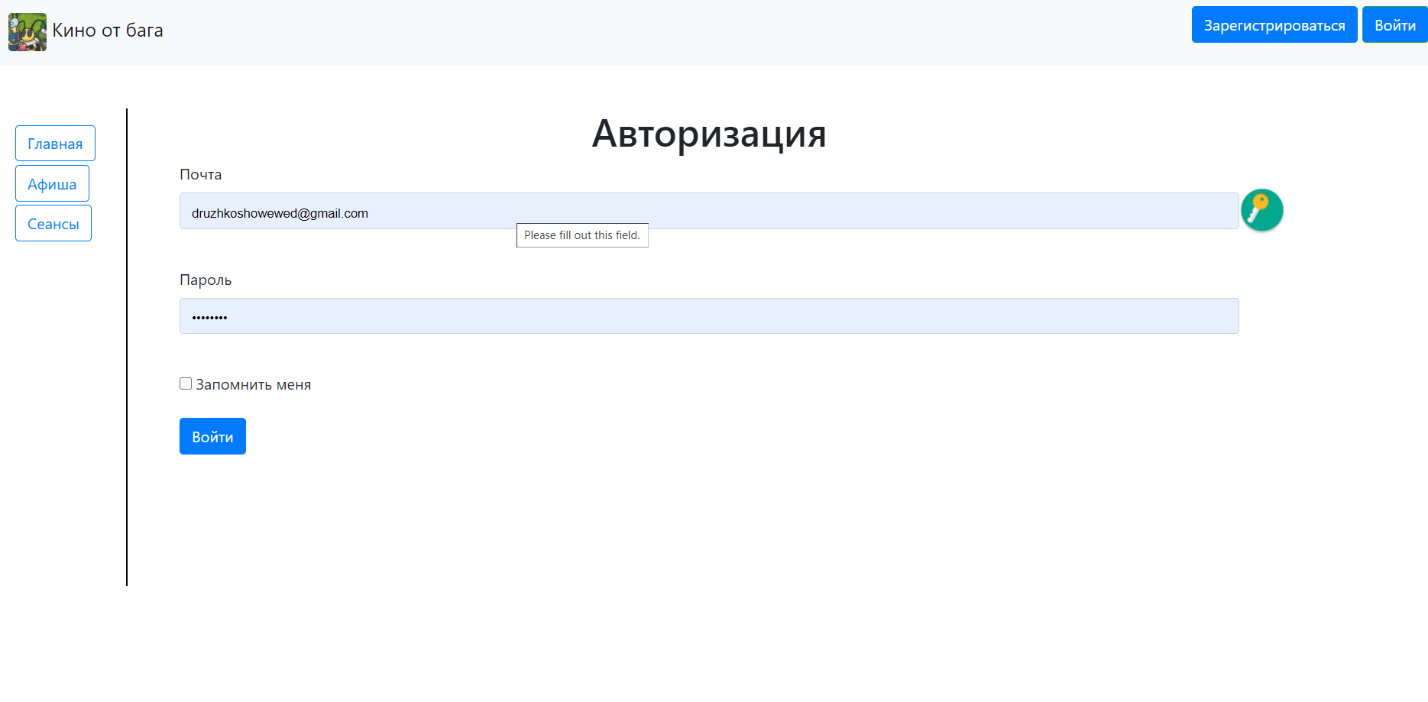 Кино от бага
Зарегистрироваться
Войти
Главная
Афиша
Сеансы
Авторизация
Почта
druzhkoshowewed@gmail.com
Please fill out this field.
Пароль
••••••••
Запомнить меня
Войти